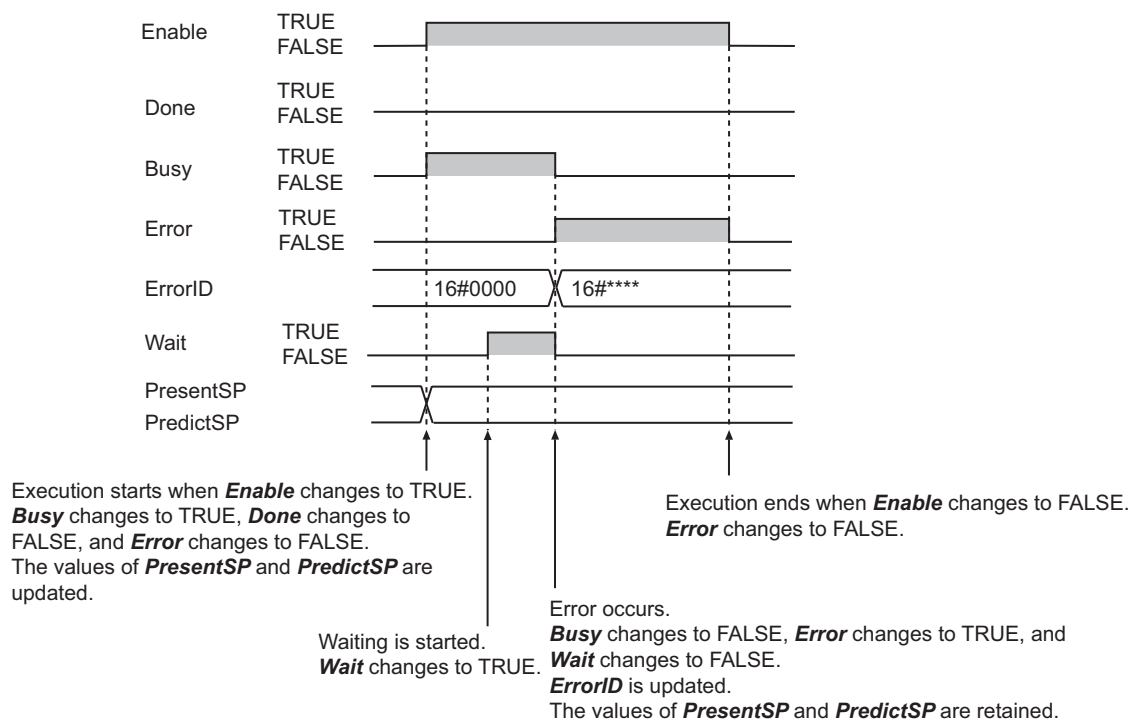 Enable
TRUE
FALSE
Done
TRUE
FALSE
Busy
TRUE
FALSE
Error
TRUE
FALSE
ErrorID
16#0000
16#****
Wait
TRUE
FALSE
PresentSP
PredictSP
Execution starts when Enable changes to TRUE.
Busy changes to TRUE, Done changes to
FALSE, and Error changes to FALSE.
The values of PresentSP and PredictSP are
updated.
Waiting is started.
Wait changes to TRUE.
Error occurs.
Busy changes to FALSE, Error changes to TRUE, and
Wait changes to FALSE.
ErrorID is updated.
The values of PresentSP and PredictSP are retained.
Execution ends when Enable changes to FALSE.
Error changes to FALSE.